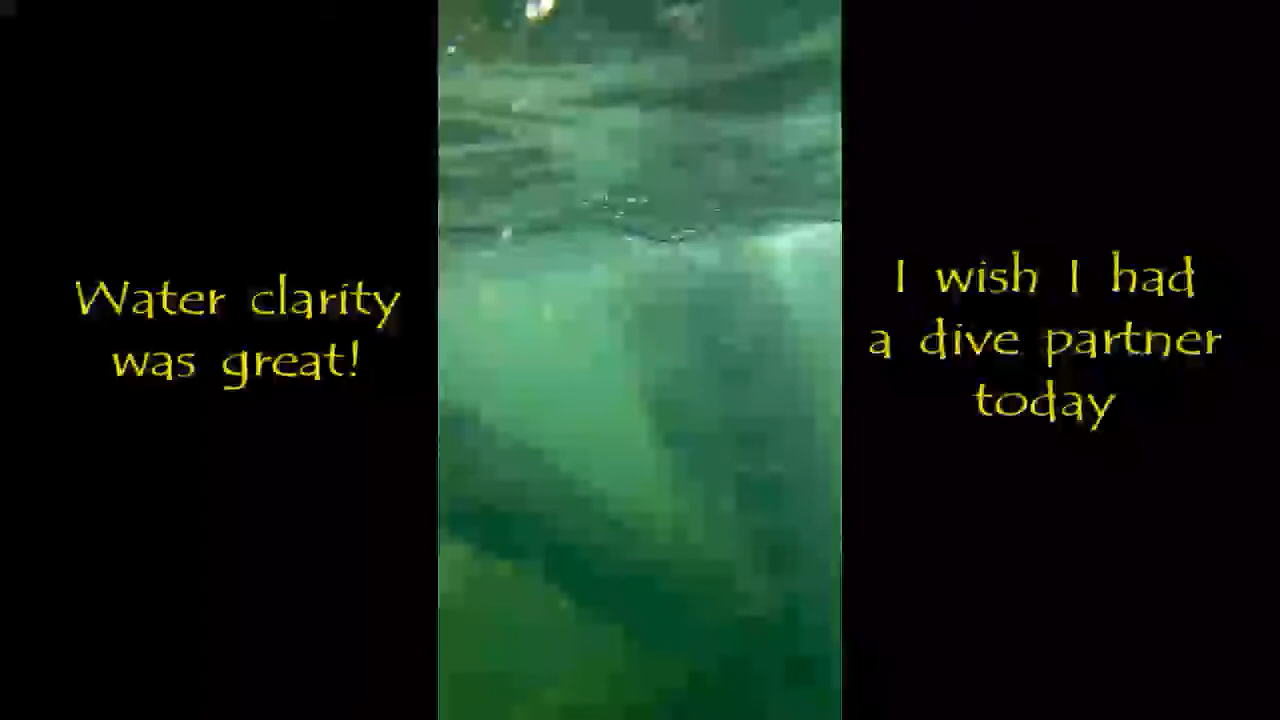 Water clarity
was great!
I wish I had
a dive partner
today